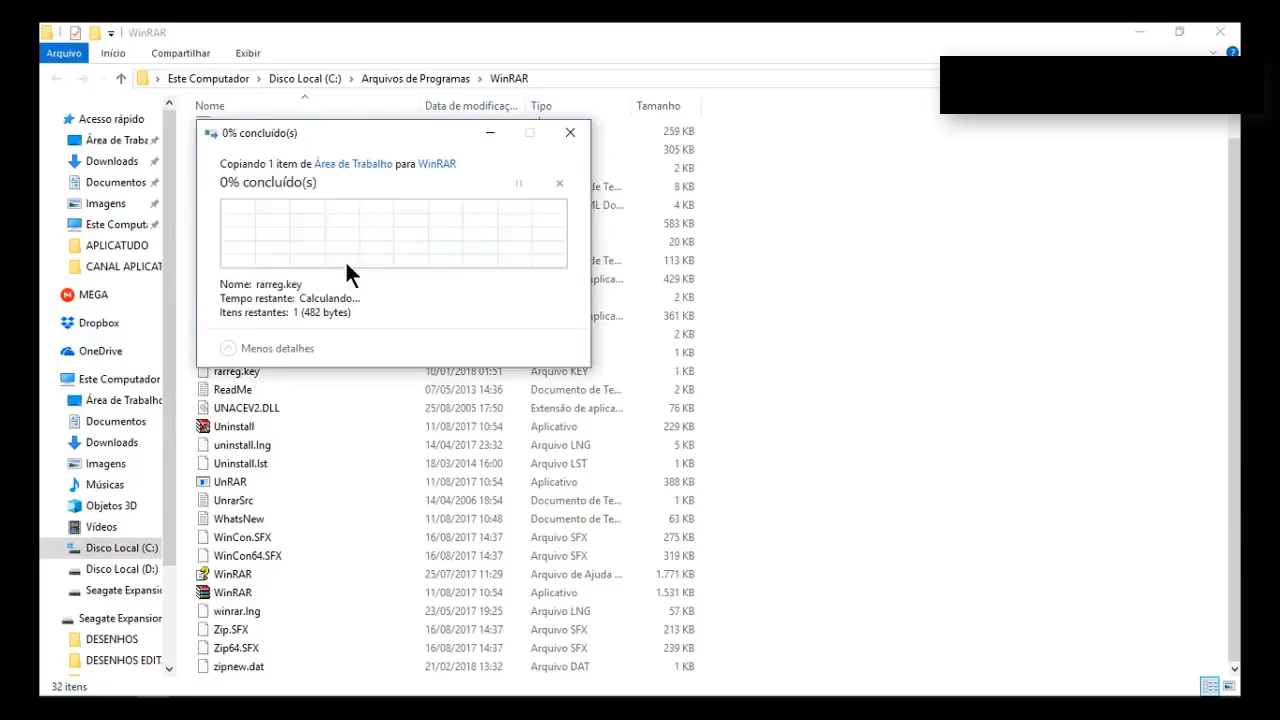 WinRAR
Arquivo Início Compartilhar Exibir
Este Computador > Disco Local (C:) > Arquivos de Programas > WinRAR
Nome Data de modificaç... Tipo Tamanho
Acesso rápido
Área de Traba
Downloads
Documentos
Imagens
Este Comput
APLICATUDO
CANAL APLICAT
MEGA
Dropbox
OneDrive
Este Computador
Área de Trabalho
Documentos
Downloads
Imagens
Músicas
Objetos 3D
Vídeos
Disco Local (C:)
Disco Local (D:)
Seagate Expansio
Seagate Expansion
DESENHOS
DESENHOS EDIT
0% concluído(s)
Copiando 1 item de Área de Trabalho para WinRAR
0% concluído(s)
Nome: rarreg.key
Tempo restante: Calculando...
Itens restantes: 1 (482 bytes)
Menos detalhes
259 KB
305 KB
2 KB
de Te... 8 KB
ML Do... 4 KB
583 KB
20 KB
de Te... 113 KB
plica... 429 KB
2 KB
plica... 361 KB
2 KB
1 KB
rarreg.key 10/01/2018 01:51 Arquivo KEY 1 KB
ReadMe 07/05/2013 14:36 Documento de Te... 2 KB
UNACEV2.DLL 25/08/2005 17:50 Extensão de aplica... 76 KB
Uninstall 11/08/2017 10:54 Aplicativo 229 KB
uninstall.lng 14/04/2017 23:32 Arquivo LNG 5 KB
Uninstall.lst 18/03/2014 16:00 Arquivo LST 1 KB
UnRAR 11/08/2017 10:54 Aplicativo 388 KB
UnrarSrc 14/04/2006 18:54 Documento de Te... 1 KB
WhatsNew 11/08/2017 10:48 Documento de Te... 63 KB
WinCon.SFX 16/08/2017 14:37 Arquivo SFX 275 KB
WinCon64.SFX 16/08/2017 14:37 Arquivo SFX 319 KB
WinRAR 25/07/2017 11:29 Arquivo de Ajuda ... 1.771 KB
WinRAR 11/08/2017 10:54 Aplicativo 1.531 KB
winrar.lng 23/05/2017 19:25 Arquivo LNG 57 KB
Zip.SFX 16/08/2017 14:37 Arquivo SFX 213 KB
Zip64.SFX 16/08/2017 14:37 Arquivo SFX 239 KB
zipnew.dat 21/02/2018 13:32 Arquivo DAT 1 KB
32 itens